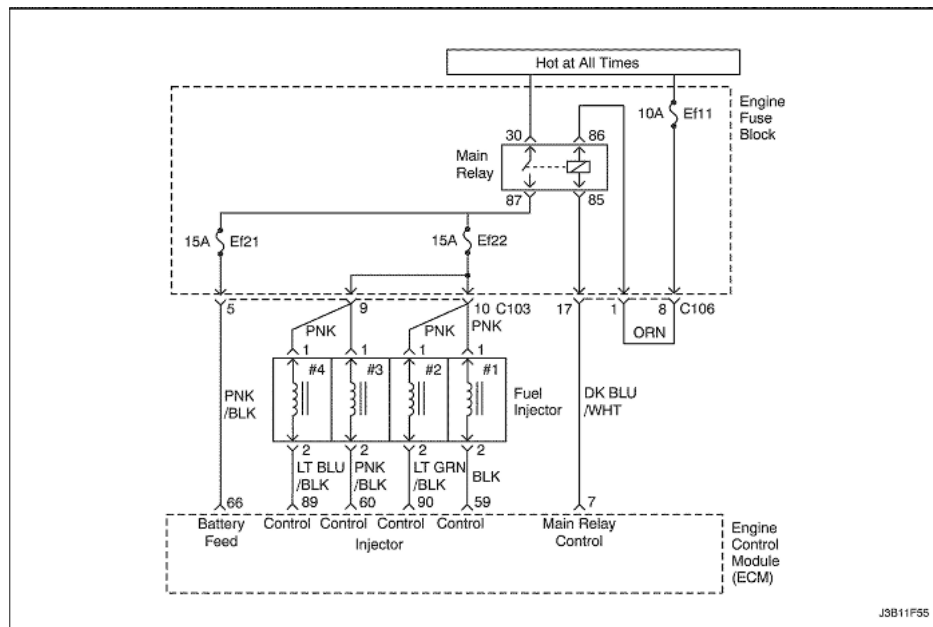 Hot at All Times
10A Ef11
Engine
Fuse
Block
30 86
Main
Relay
87 85
15A Ef21 15A Ef22
5 9 10 C103 17 1 8 C106
PNK PNK PNK ORN
1 1 1 1
#4 #3 #2 #1
Fuel
Injector
PNK
/BLK
DK BLU
/WHT
2 2 2 2
LT BLU
/BLK
PNK
/BLK
LT GRN
/BLK
BLK
66 89 60 90 59 7
Battery
Feed
Control Control Control Control
Injector
Main Relay
Control
Engine
Control
Module
(ECM)
J3B11F55